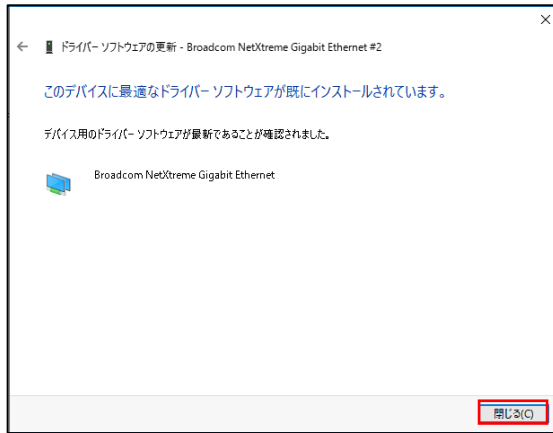 ドライバー ソフトウェアの更新 - Broadcom NetXtreme Gigabit Ethernet #2
このデバイスに最適なドライバー ソフトウェアが既にインストールされています。
デバイス用のドライバー ソフトウェアが最新であることが確認されました。
Broadcom NetXtreme Gigabit Ethernet
閉じる(C)